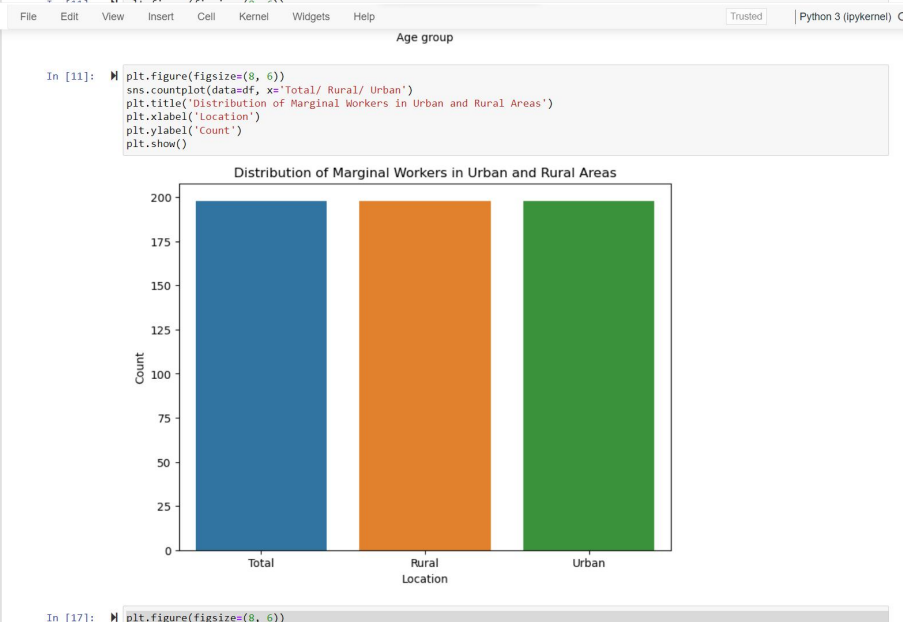 File Edit View Insert Cell Kernel Widgets Help Trusted Python 3 (ipykernel)
Age group
In [11]: plt.figure(figsize=(8, 6))
sns.countplot(data=df, x='Total/ Rural/ Urban')
plt.title('Distribution of Marginal Workers in Urban and Rural Areas')
plt.xlabel('Location')
plt.ylabel('Count')
plt.show()
Distribution of Marginal Workers in Urban and Rural Areas
200
175
150
125
Count
100
75
50
25
0
Total Rural Urban
Location
In [17]: plt.figure(figsize=(8, 6))